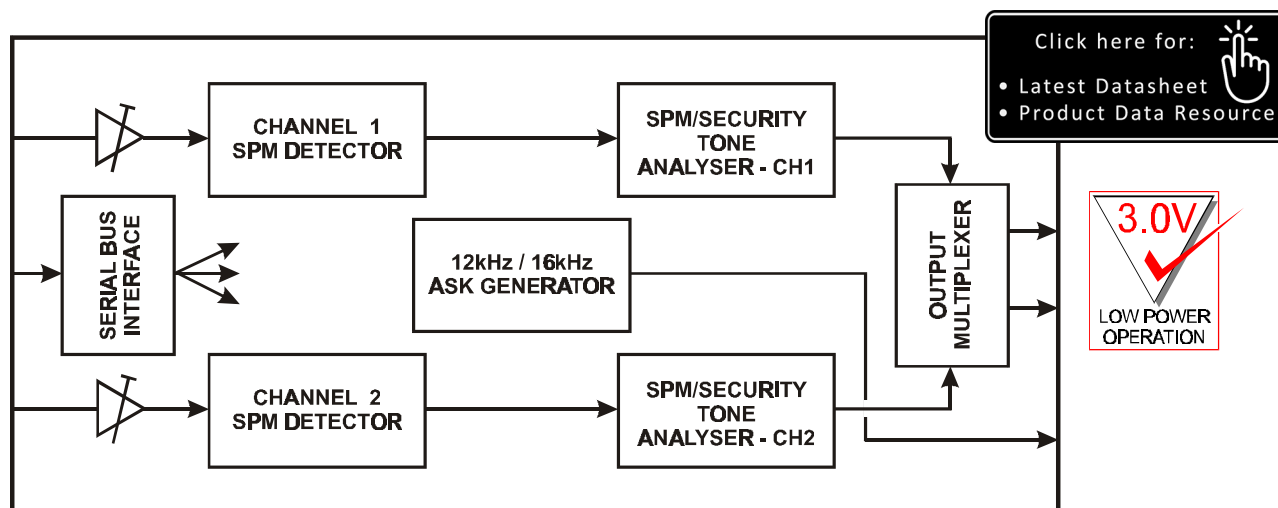 Click here for:
• Latest Datasheet
• Product Data Resource
CHANNEL 1
SPM DETECTOR
SPM/SECURITY
TONE
ANALYSER - CH1
SERIAL BUS
INTERFACE
12kHz / 16kHz
ASK GENERATOR
OUTPUT
MULTIPLEXER
3.0V
LOW POWER
OPERATION
CHANNEL 2
SPM DETECTOR
SPM/SECURITY
TONE
ANALYSER - CH2